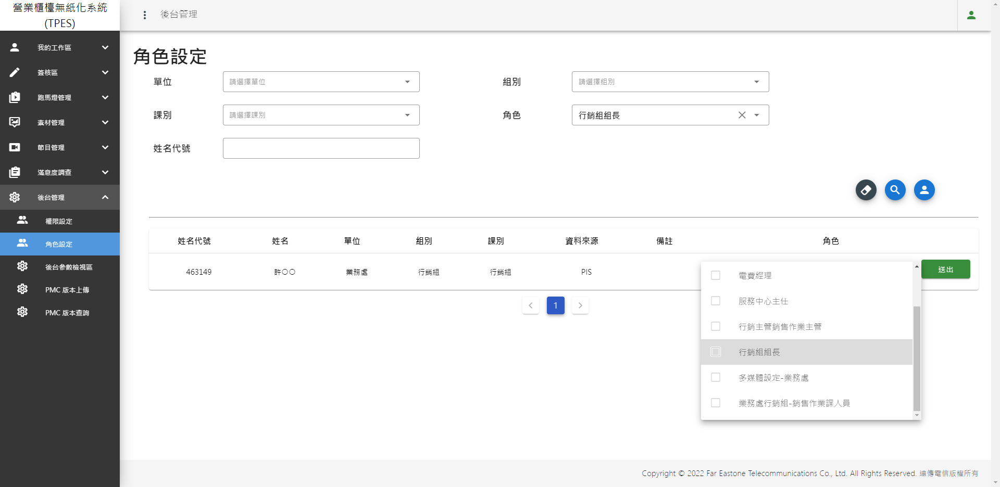 營業櫃檯無紙化系統
(TPES)
後台管理
我的工作區
簽核區
跑馬燈管理
素材管理
節目管理
滿意度調查
後台管理
權限設定
角色設定
後台參數檢視區
PMC 版本上傳
PMC 版本查詢
角色設定
單位
請選擇單位
組別
請選擇組別
課別
請選擇課別
角色
行銷組組長
姓名代號
姓名代號 姓名 單位 組別 課別 資料來源 備註 角色
463149 許〇〇 業務處 行銷組 行銷組 PIS
送出
電費經理
服務中心主任
行銷主管銷售作業主管
行銷組組長
多媒體設定-業務處
業務處行銷組-銷售作業課人員
1
Copyright © 2022 Far Eastone Telecommunications Co., Ltd. All Rights Reserved. 遠傳電信版權所有